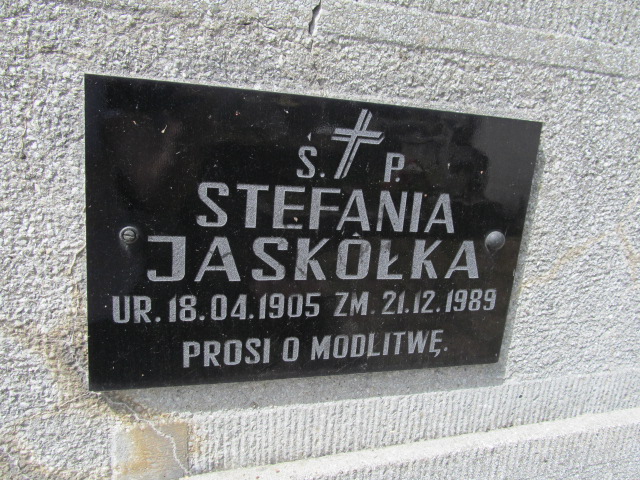 Ś. P.
STEFANIA
JASKÓŁKA
UR. 18.04.1905 ZM. 21.12.1989
PROSI O MODLITWĘ.